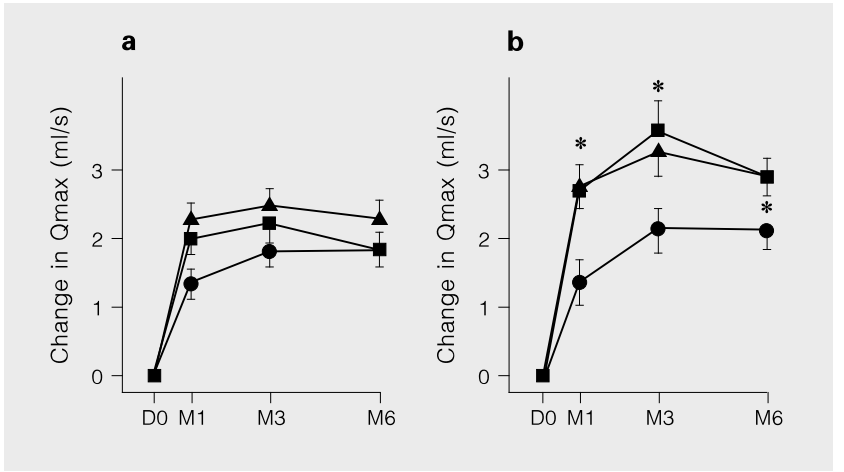 a
Change in Qmax (ml/s)
3
2
1
0
D0 M1 M3 M6
b
Change in Qmax (ml/s)
3
2
1
0
*
*
*
D0 M1 M3 M6